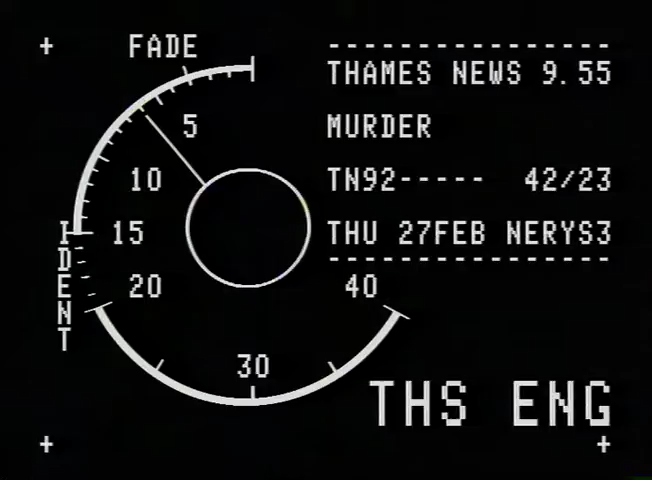 FADE
----------------
THAMES NEWS 9.55
5
MURDER
10
TN92----- 42/23
IDENT
15
THU 27FEB NERYS3
----------------
20
40
30
THS ENG